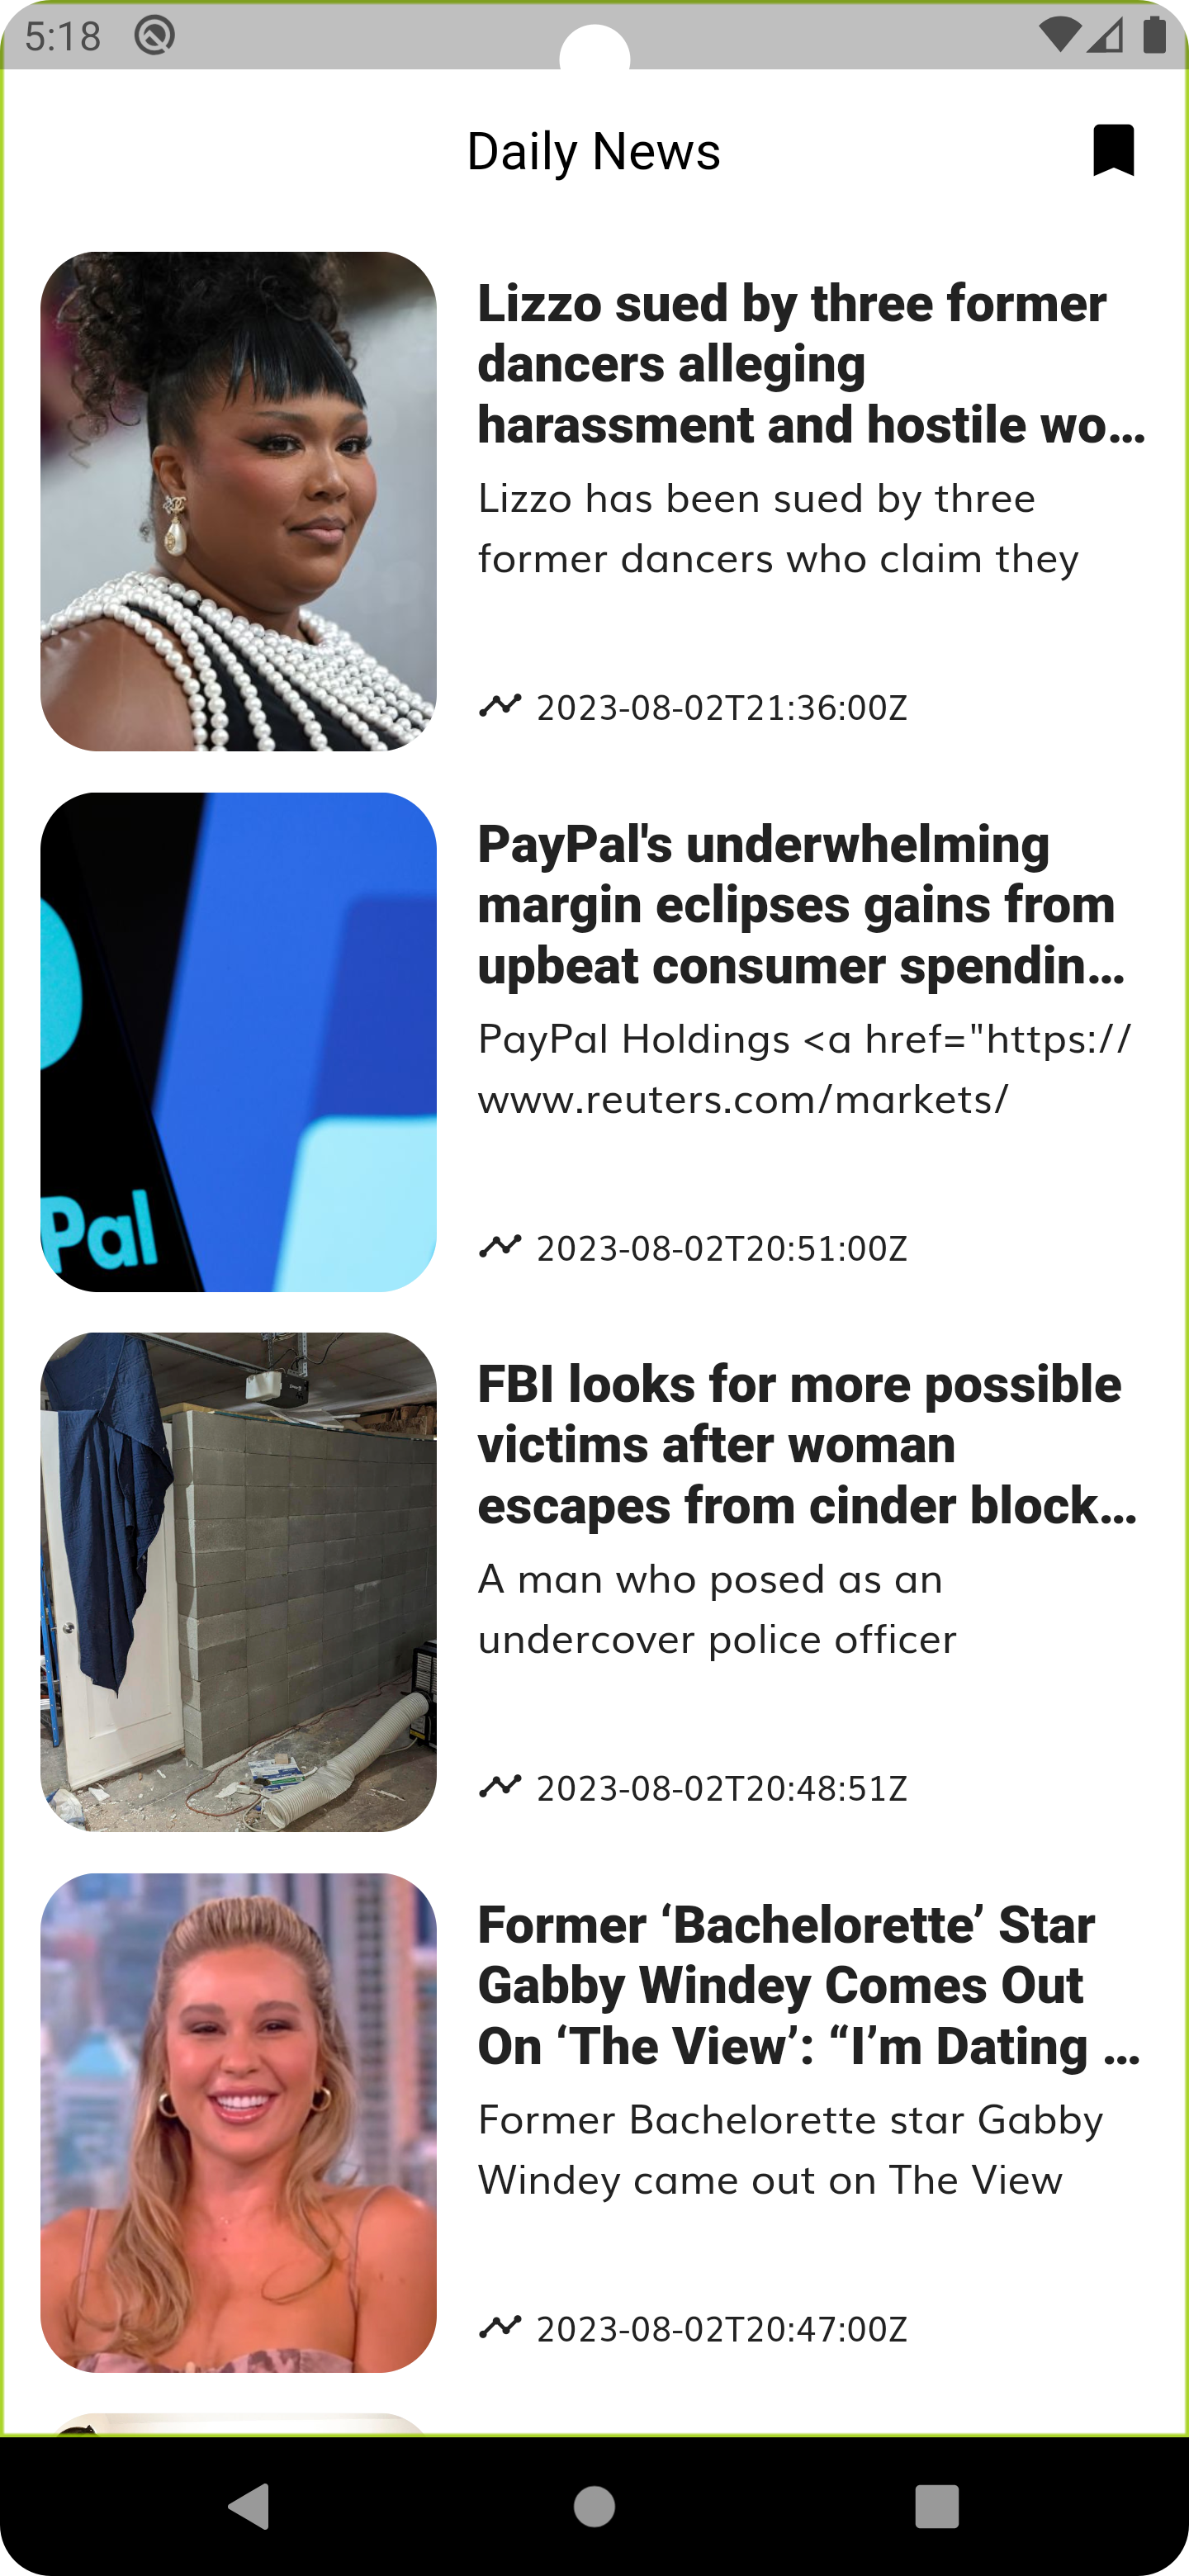 5:18
Daily News
Lizzo sued by three former
dancers alleging
harassment and hostile wo…
Lizzo has been sued by three
former dancers who claim they
2023-08-02T21:36:00Z
Pal
PayPal's underwhelming
margin eclipses gains from
upbeat consumer spendin…
PayPal Holdings <a href="https://
www.reuters.com/markets/
2023-08-02T20:51:00Z
FBI looks for more possible
victims after woman
escapes from cinder block…
A man who posed as an
undercover police officer
2023-08-02T20:48:51Z
Former ‘Bachelorette’ Star
Gabby Windey Comes Out
On ‘The View’: “I’m Dating …
Former Bachelorette star Gabby
Windey came out on The View
2023-08-02T20:47:00Z